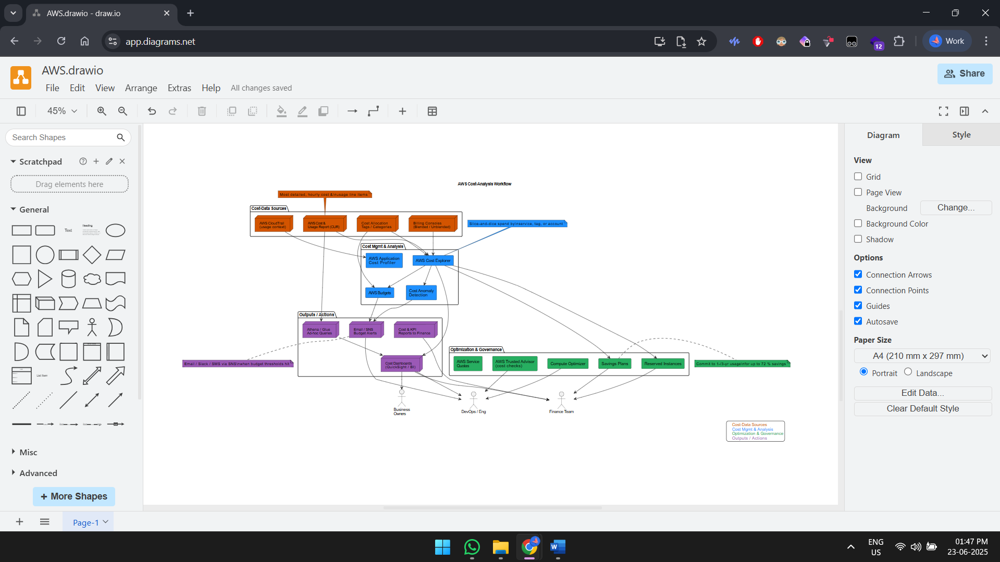 AWS.drawio - draw.io
app.diagrams.net
12
Work
AWS.drawio
File Edit View Arrange Extras Help All changes saved
Share
45%
Search Shapes
Scratchpad
Drag elements here
General
Text
Heading
List Item
Misc
Advanced
+ More Shapes
AWS Cost-Analysis Workflow
Most detailed, hourly cost &\nusage line items
Cost-Data Sources
AWS CloudTrail
(usage context)
AWS Cost &
Usage Report (CUR)
Cost Allocation
Tags / Categories
Billing Consoles
(Blended / Unblended)
Slice-and-dice spend by\nservice, tag, or account
Cost Mgmt & Analysis
AWS Application
Cost Profiler
AWS Cost Explorer
AWS Budgets
Cost Anomaly
Detection
Outputs / Actions
Athena / Glue
Ad-hoc Queries
Email / SNS
Budget Alerts
Cost & KPI
Reports to Finance
Email / Slack / SMS via SNS\nwhen budget thresholds hit
Cost Dashboards
(QuickSight / BI)
Optimization & Governance
AWS Service
Quotas
AWS Trusted Advisor
(cost checks)
Compute Optimizer
Savings Plans
Reserved Instances
Commit to 1-/3-yr usage\nfor up to 72 % savings
Business
Owners
DevOps / Eng
Finance Team
Cost-Data Sources
Cost Mgmt & Analysis
Optimization & Governance
Outputs / Actions
Diagram
Style
View
Grid
Page View
Background
Change...
Background Color
Shadow
Options
Connection Arrows
Connection Points
Guides
Autosave
Paper Size
A4 (210 mm x 297 mm)
Portrait
Landscape
Edit Data...
Clear Default Style
Page-1
ENG
US
01:47 PM
23-06-2025